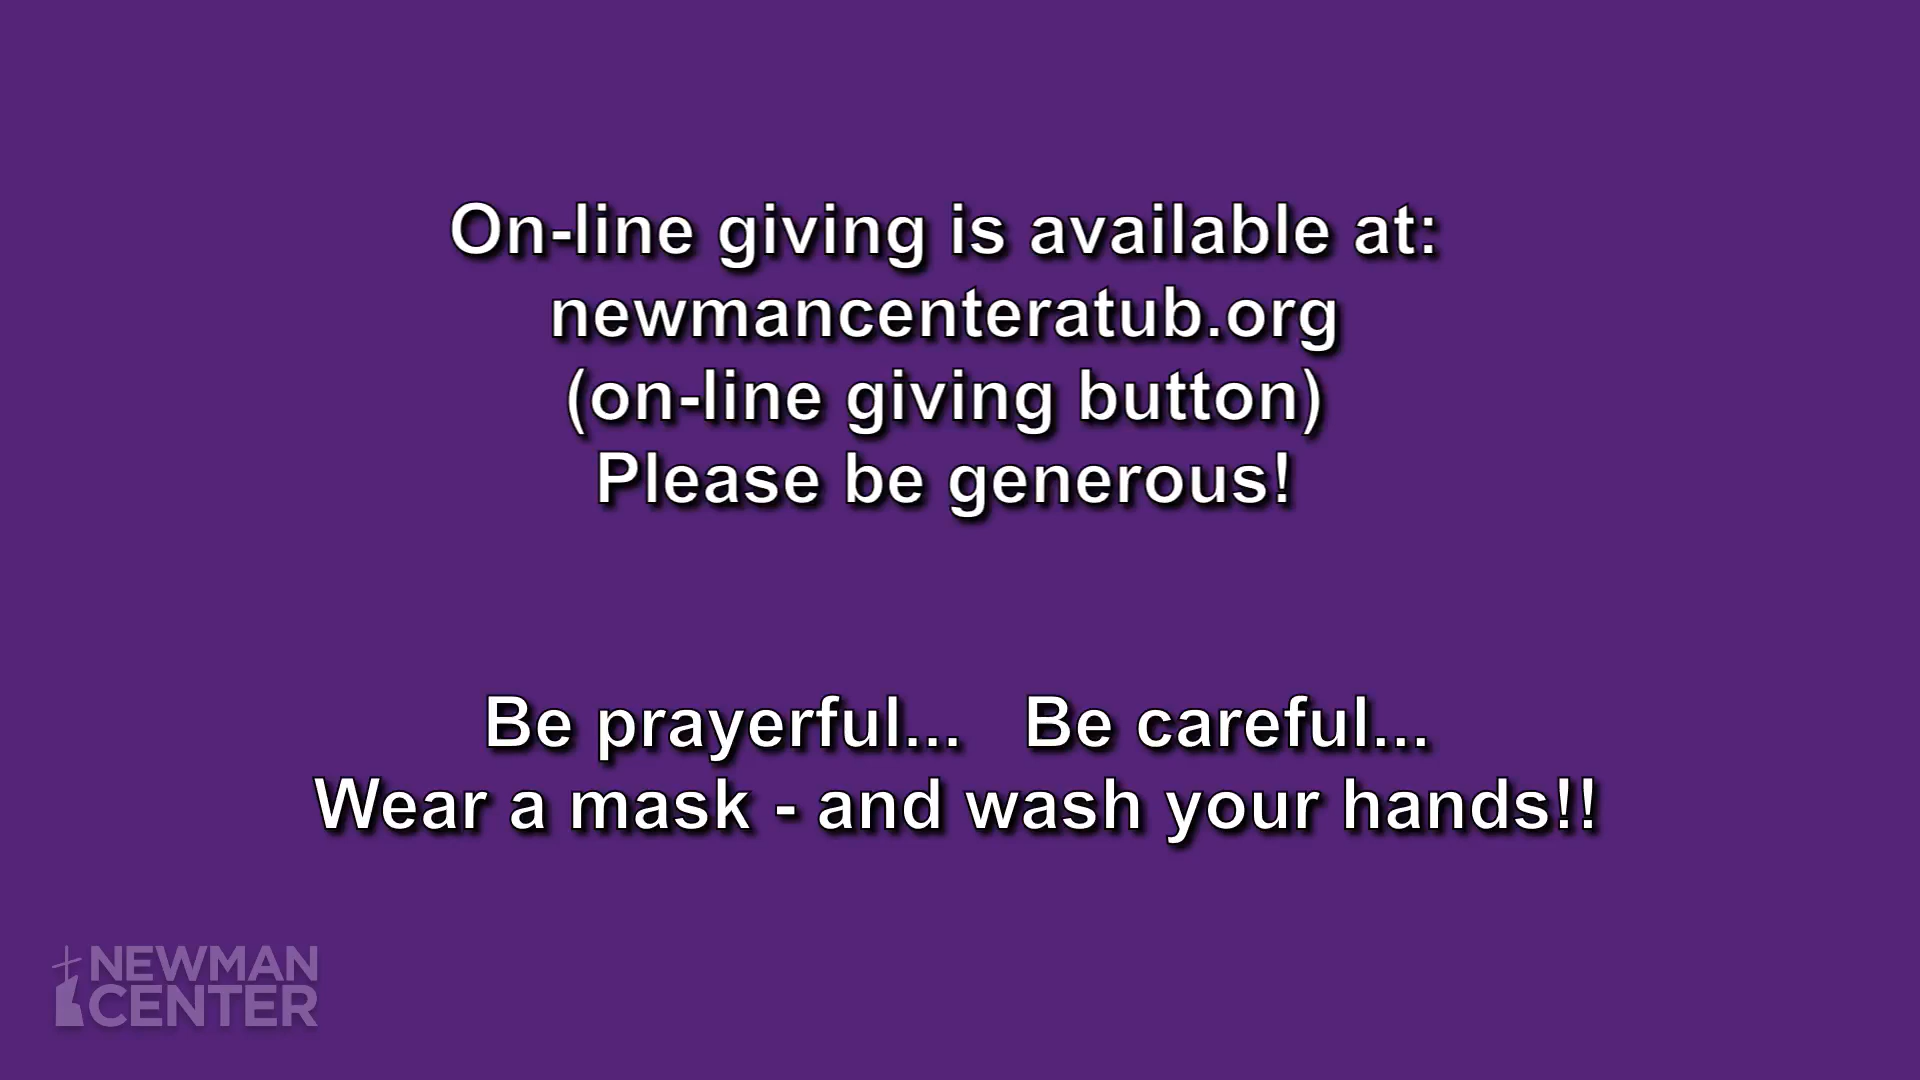 On-line giving is available at:
newmancenteratub.org
(on-line giving button)
Please be generous!
Be prayerful... Be careful...
Wear a mask - and wash your hands!!
NEWMAN
CENTER